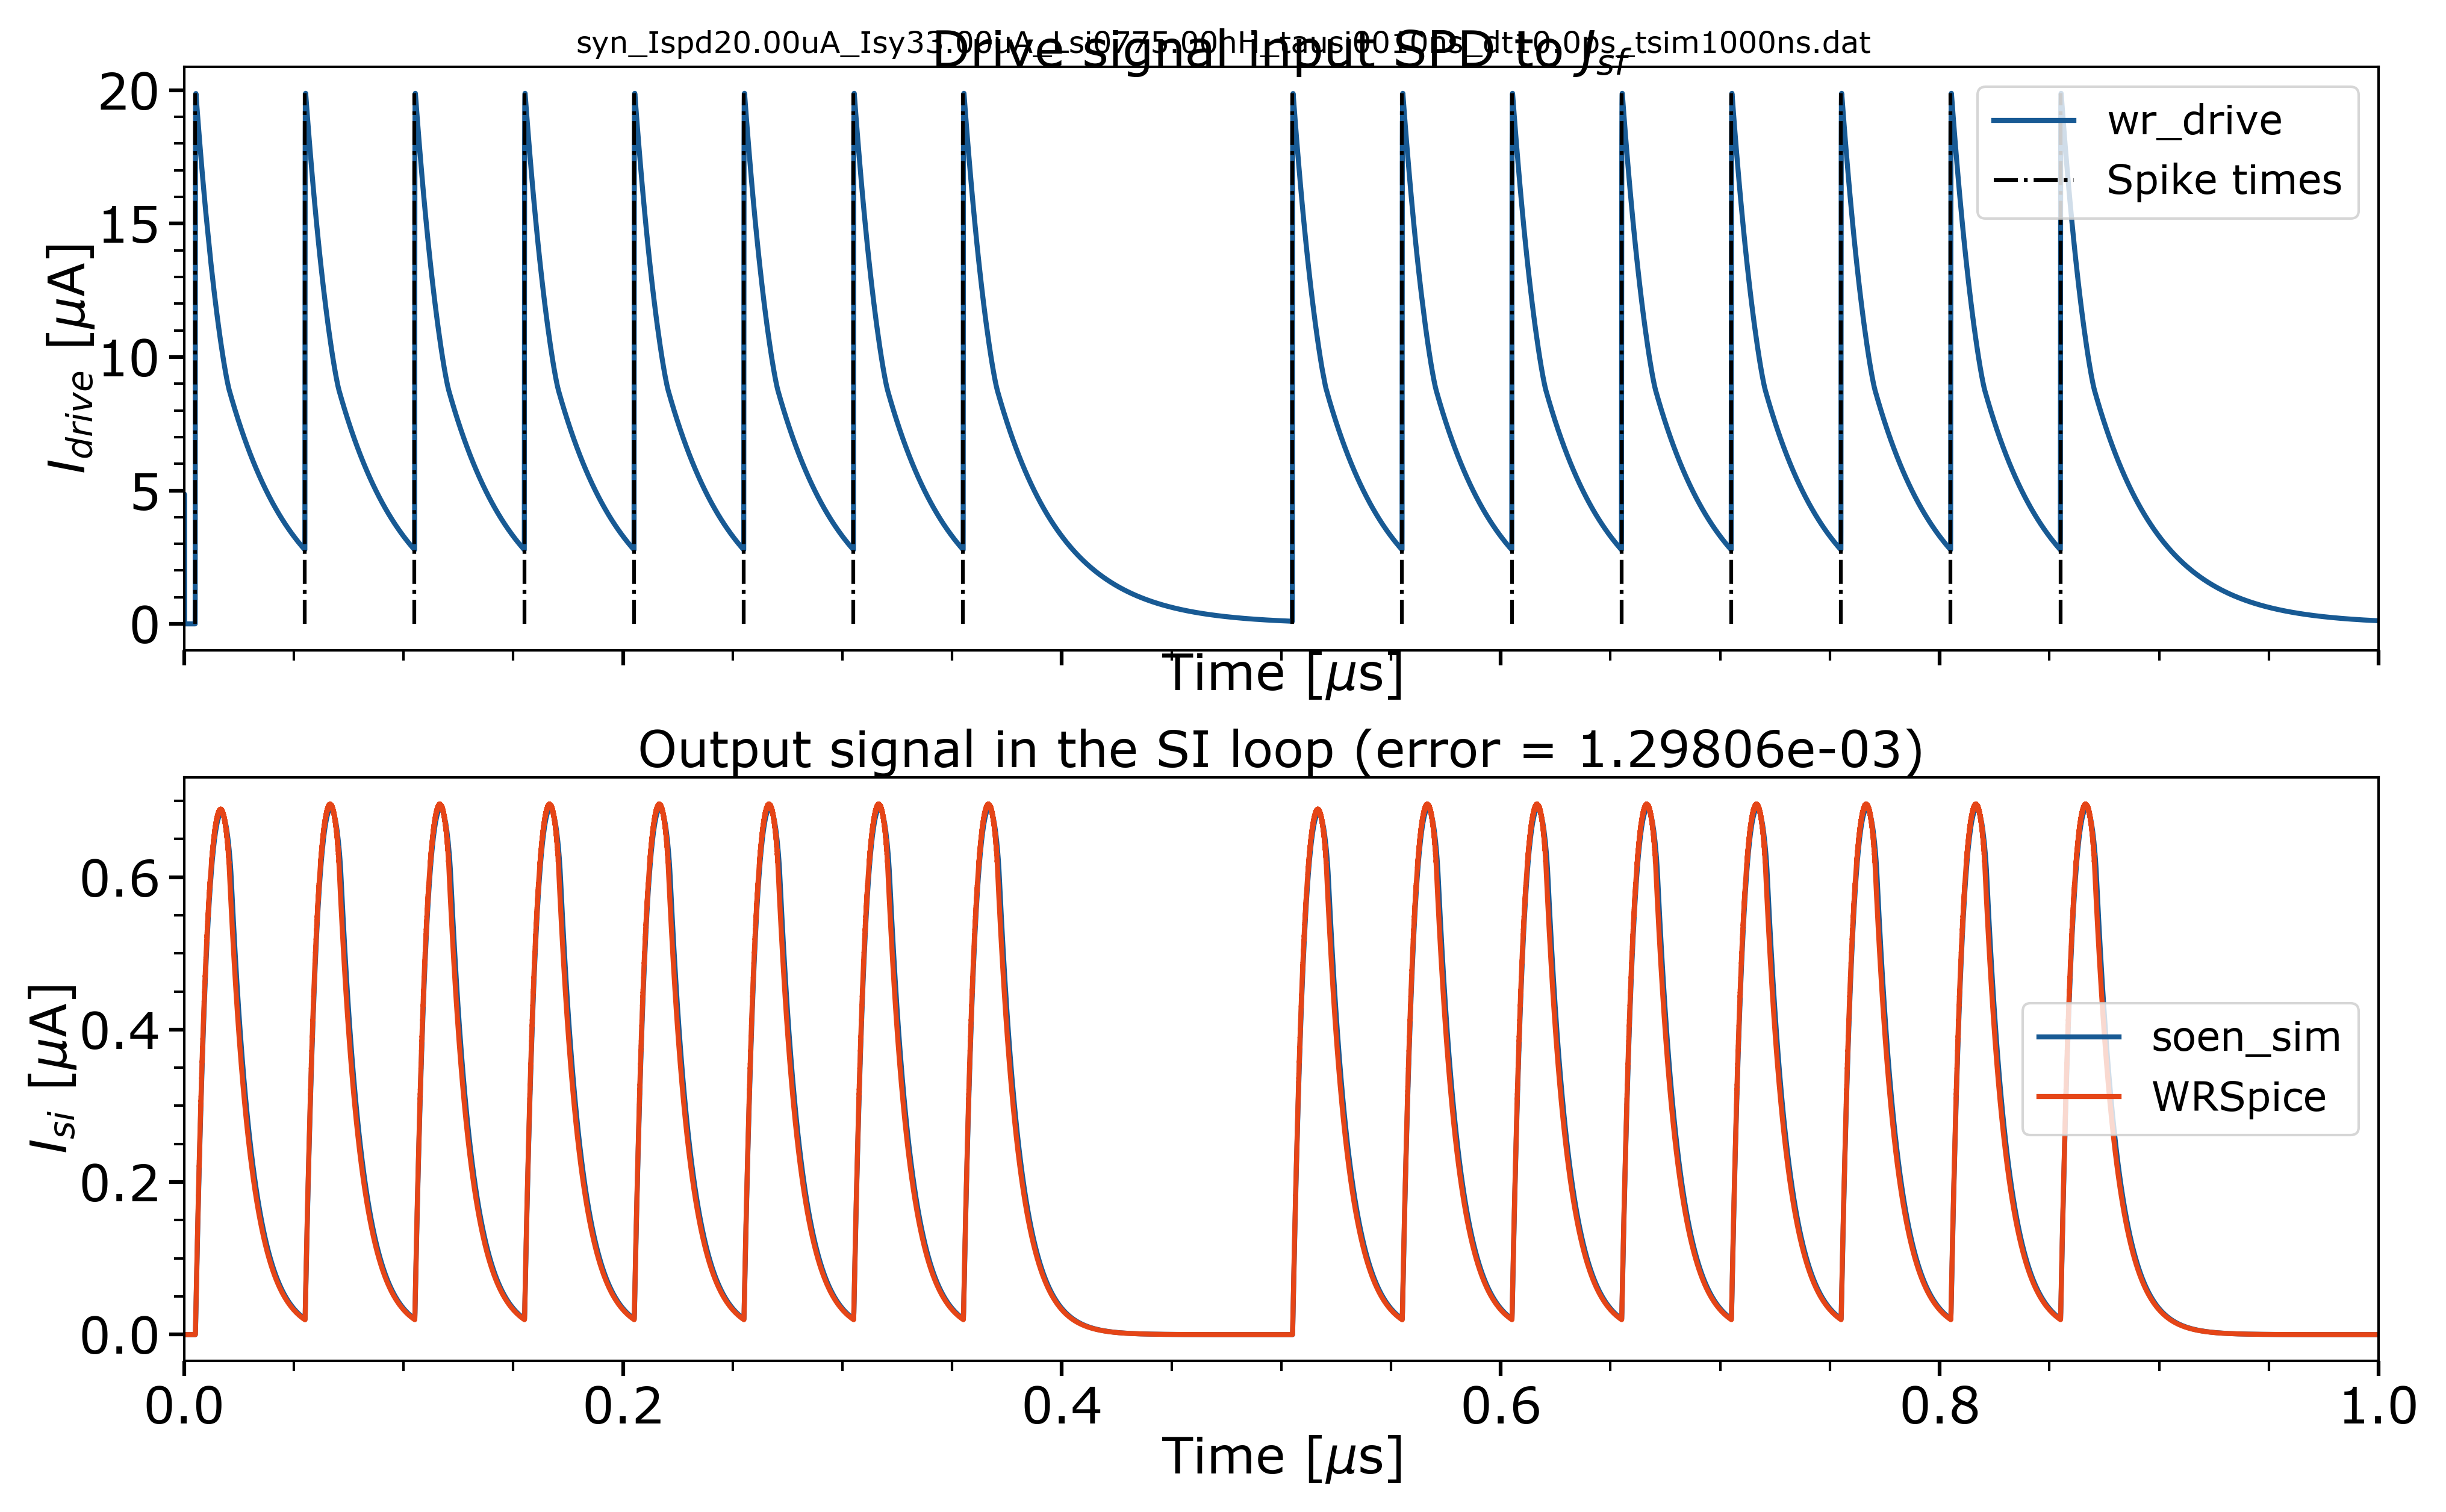 syn_Ispd20.00uA_Isy33.00uA_Lsi0775.00nH_tausi0010ns_dt10.0ps_tsim1000ns.dat
Drive signal input SPD to J_sf
20
15
10
5
0
I_drive [μA]
wr_drive
Spike times
Time [μs]
Output signal in the SI loop (error = 1.29806e-03)
0.6
0.4
0.2
0.0
I_si [μA]
soen_sim
WRSpice
0.0 0.2 0.4 0.6 0.8 1.0
Time [μs]